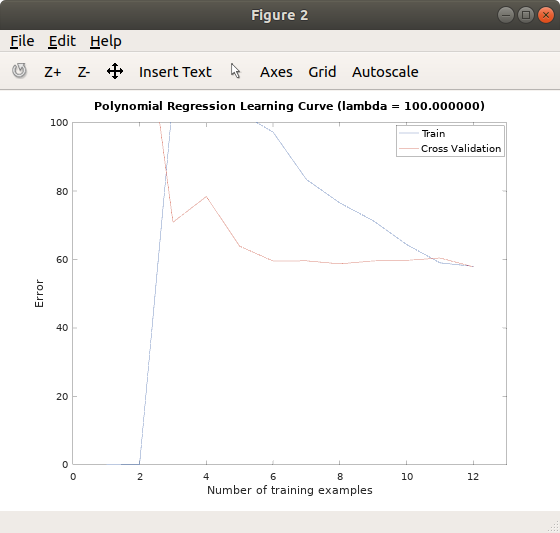 Figure 2
File Edit Help
Z+ Z- Insert Text Axes Grid Autoscale
Polynomial Regression Learning Curve (lambda = 100.000000)
100
Train
Cross Validation
80
60
Error
40
20
0
0 2 4 6 8 10 12
Number of training examples